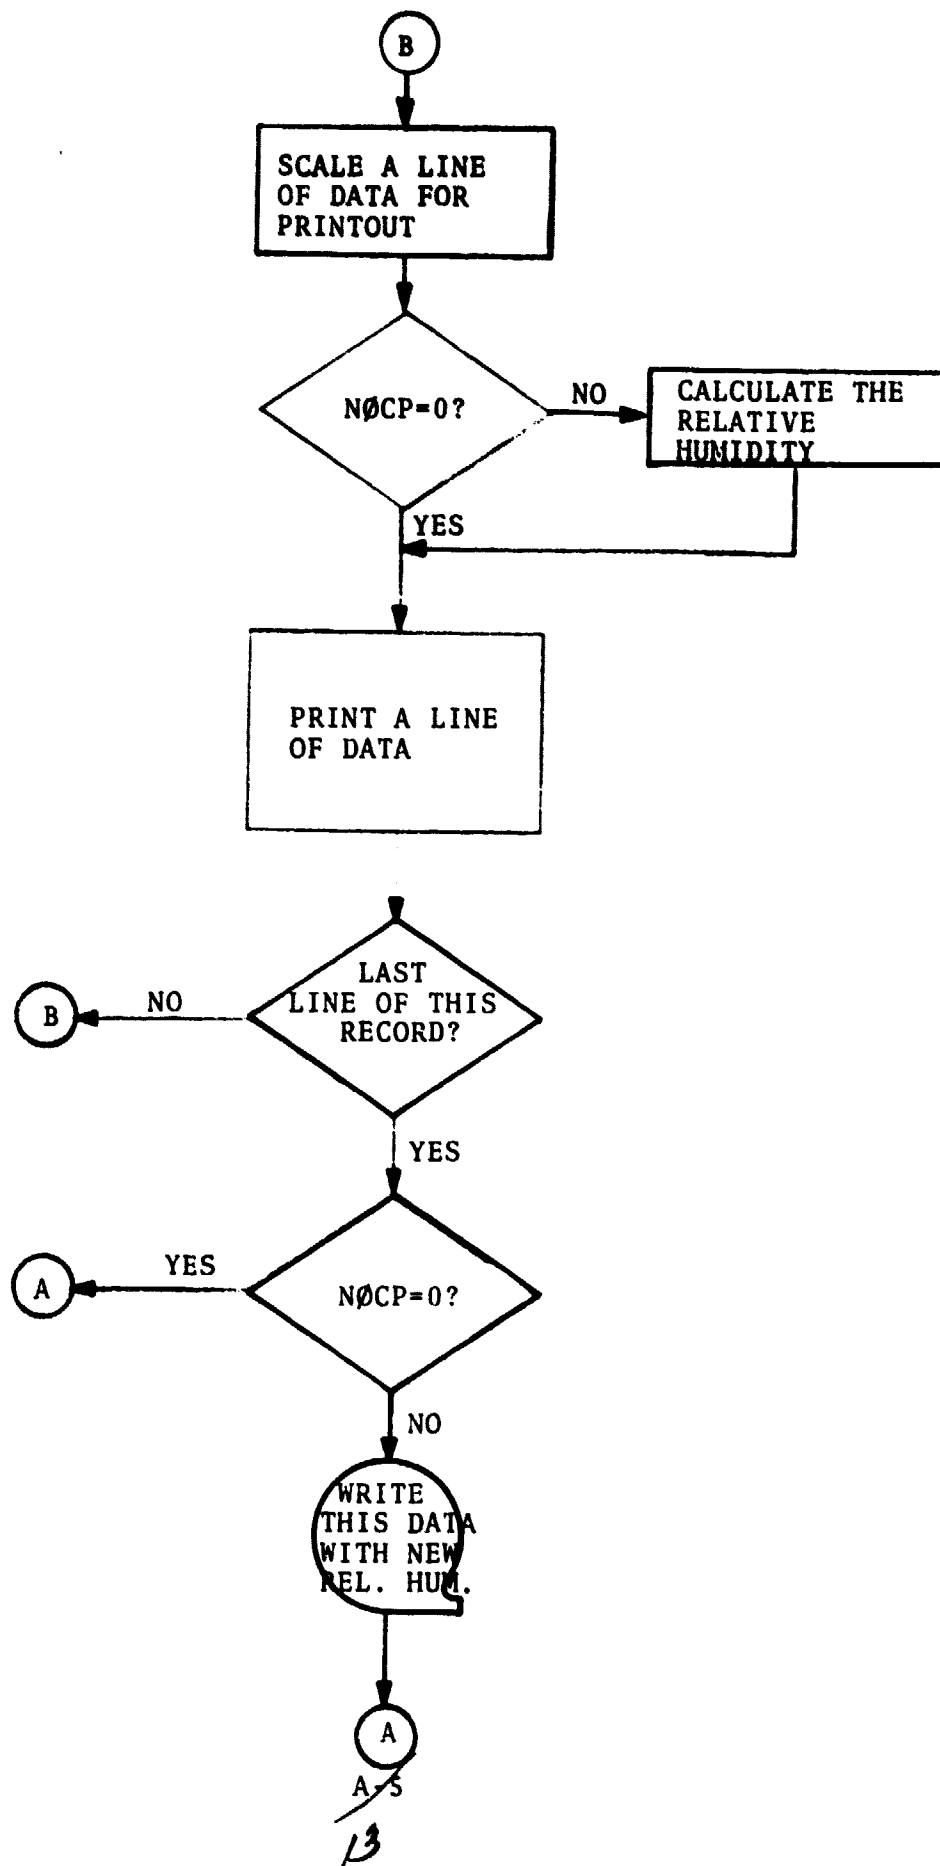 B
SCALE A LINE
OF DATA FOR
PRINTOUT
NØCP=0?
NO
CALCULATE THE
RELATIVE
HUMIDITY
YES
PRINT A LINE
OF DATA
LAST
LINE OF THIS
RECORD?
NO
B
YES
NØCP=0?
YES
A
NO
WRITE
THIS DATA
WITH NEW
REL. HUM.
A
A-5
13